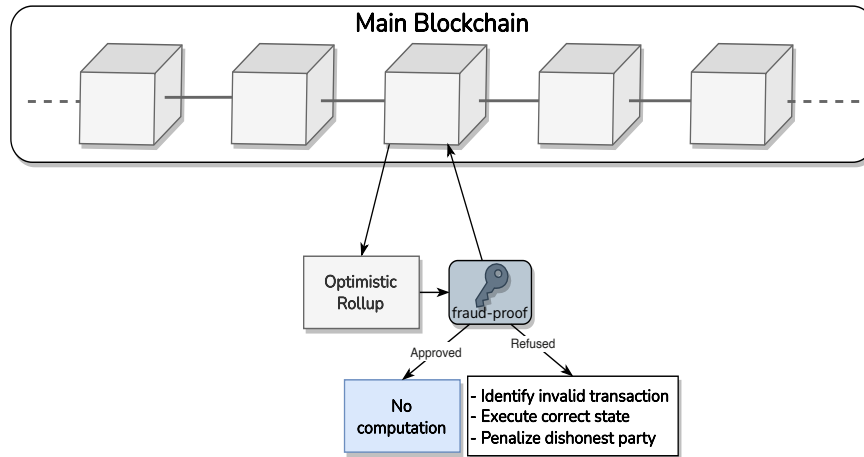 Main Blockchain
Optimistic
Rollup
fraud-proof
Approved
Refused
No
computation
- Identify invalid transaction
- Execute correct state
- Penalize dishonest party